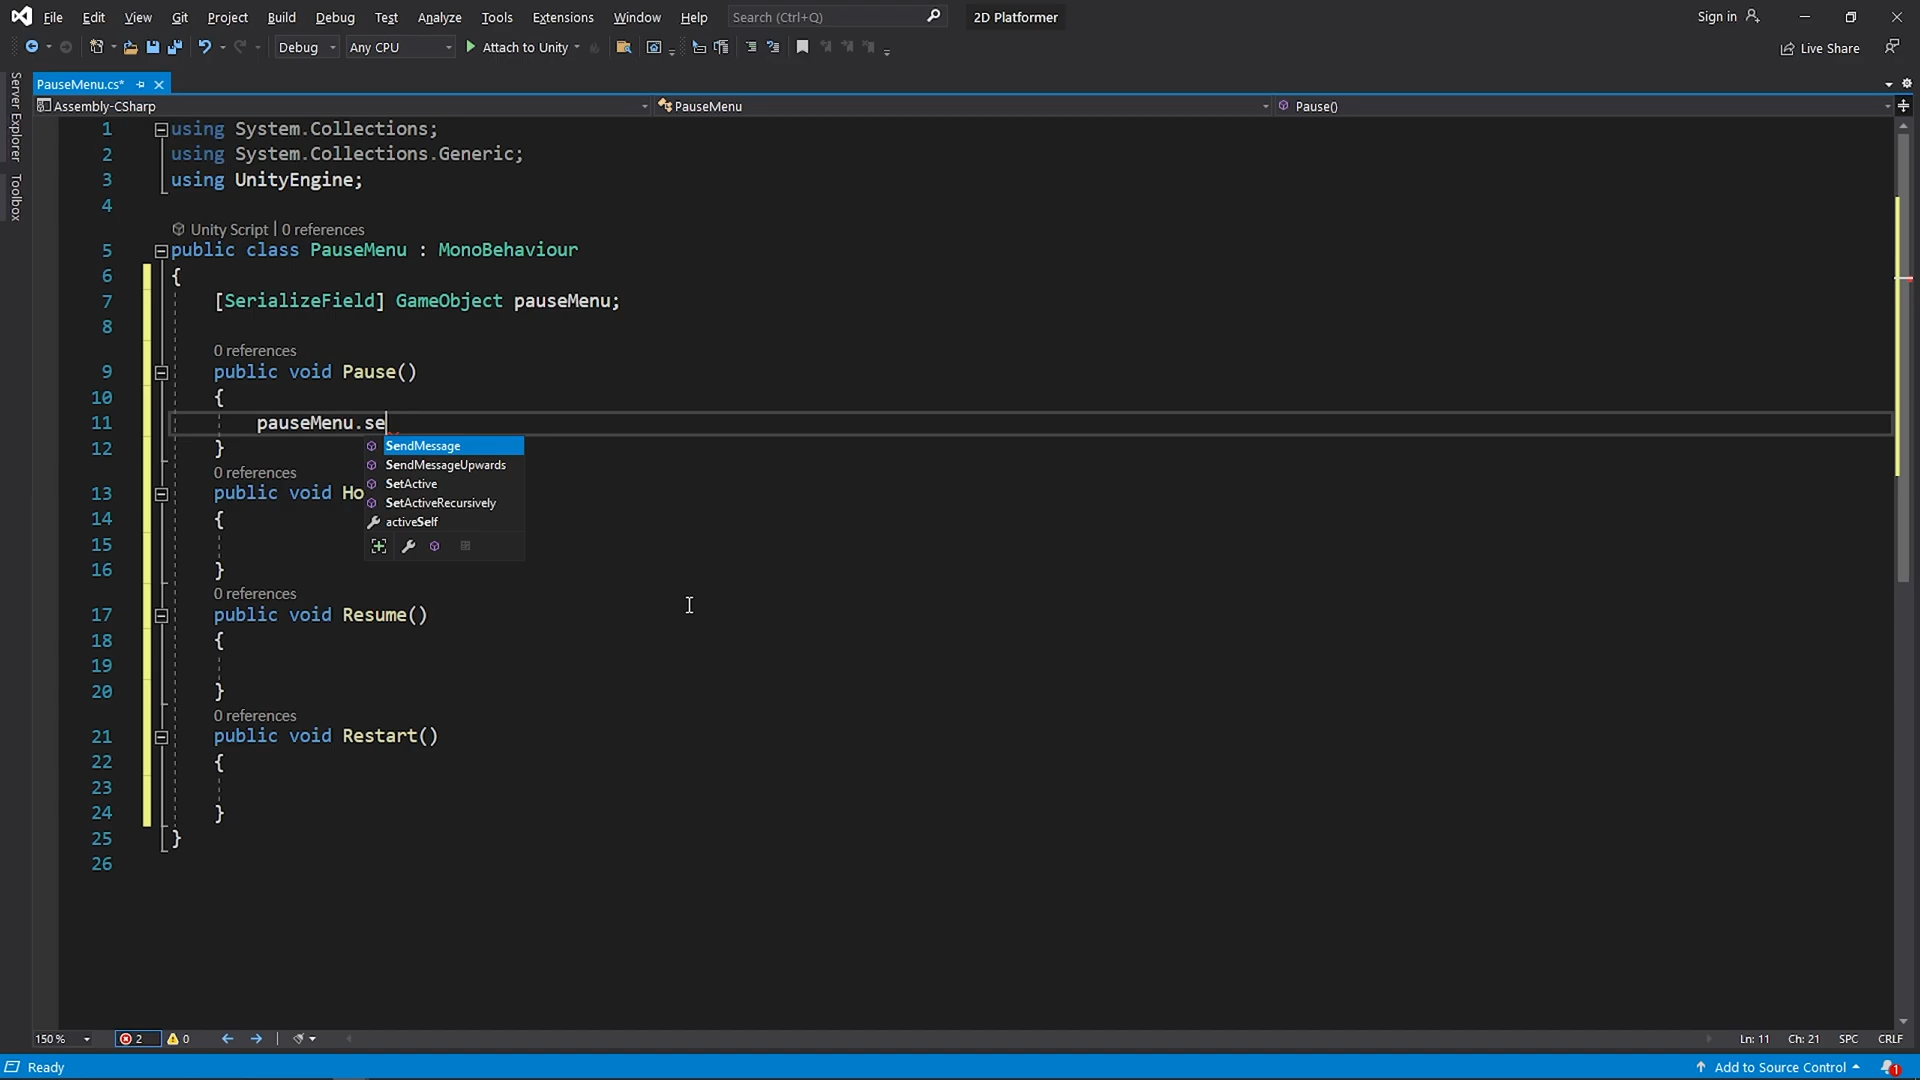 File Edit View Git Project Build Debug Test Analyze Tools Extensions Window Help Search (Ctrl+Q) 2D Platformer Sign in
Debug Any CPU Attach to Unity Live Share
Server Explorer
Toolbox
PauseMenu.cs*
Assembly-CSharp PauseMenu Pause()
1 using System.Collections;
2 using System.Collections.Generic;
3 using UnityEngine;
4
Unity Script | 0 references
5 public class PauseMenu : MonoBehaviour
6 {
7 [SerializeField] GameObject pauseMenu;
8
0 references
9 public void Pause()
10 {
11 pauseMenu.se
SendMessage
SendMessageUpwards
SetActive
SetActiveRecursively
activeSelf
12 }
0 references
13 public void Ho
14 {
15
16 }
0 references
17 public void Resume()
18 {
19
20 }
0 references
21 public void Restart()
22 {
23
24 }
25 }
26
150 % 2 0 Ln: 11 Ch: 21 SPC CRLF
Ready Add to Source Control 1